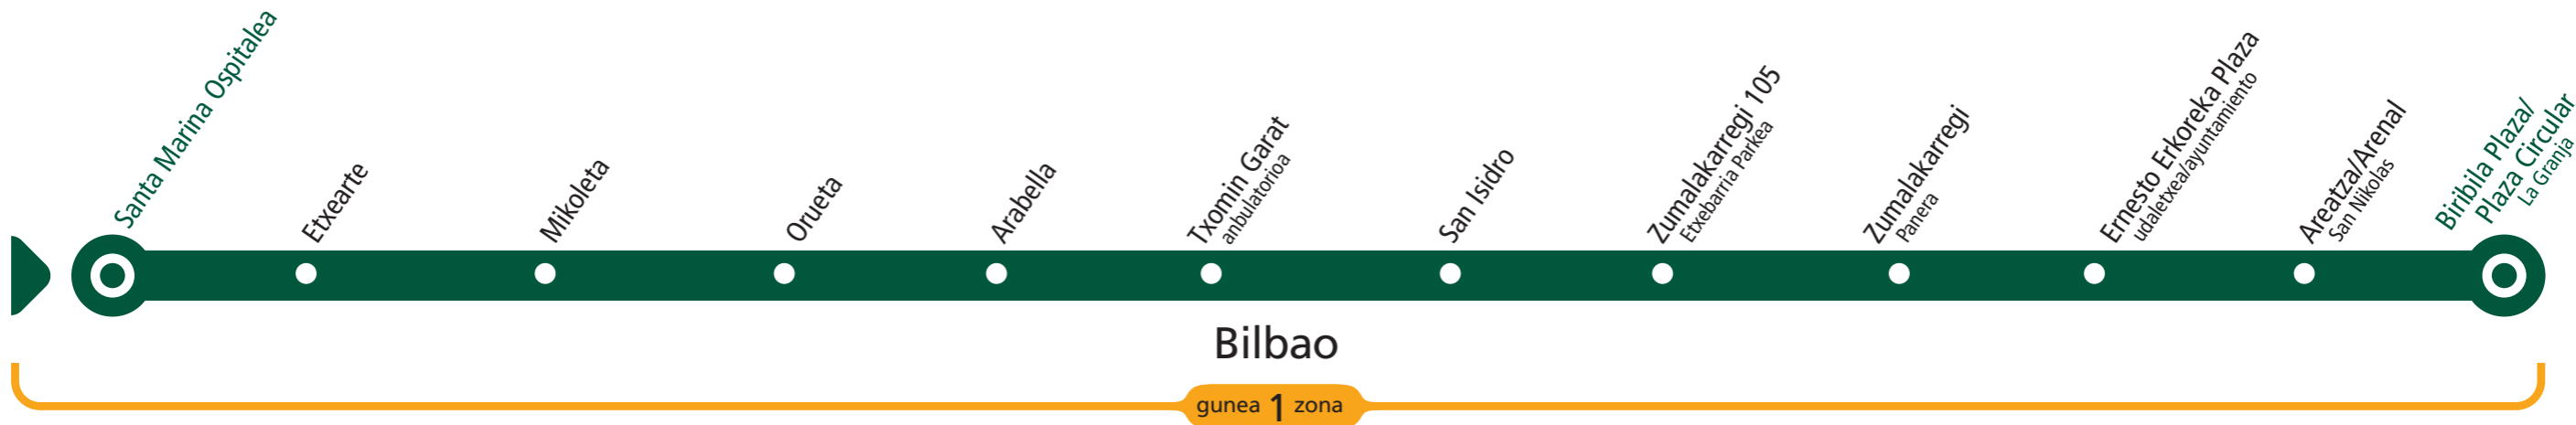 Santa Marina Ospitalea
Etxearte
Mikoleta
Orueta
Arabella
Txomin Garat
anbulatorioa
San Isidro
Zumalakarregi 105
Etxebarria Parkea
Zumalakarregi
Panera
Ernesto Erkoreka Plaza
udaletxea/ayuntamiento
Areatza/Arenal
San Nikolas
Biribila Plaza/
Plaza Circular
La Granja
Bilbao
gunea 1 zona